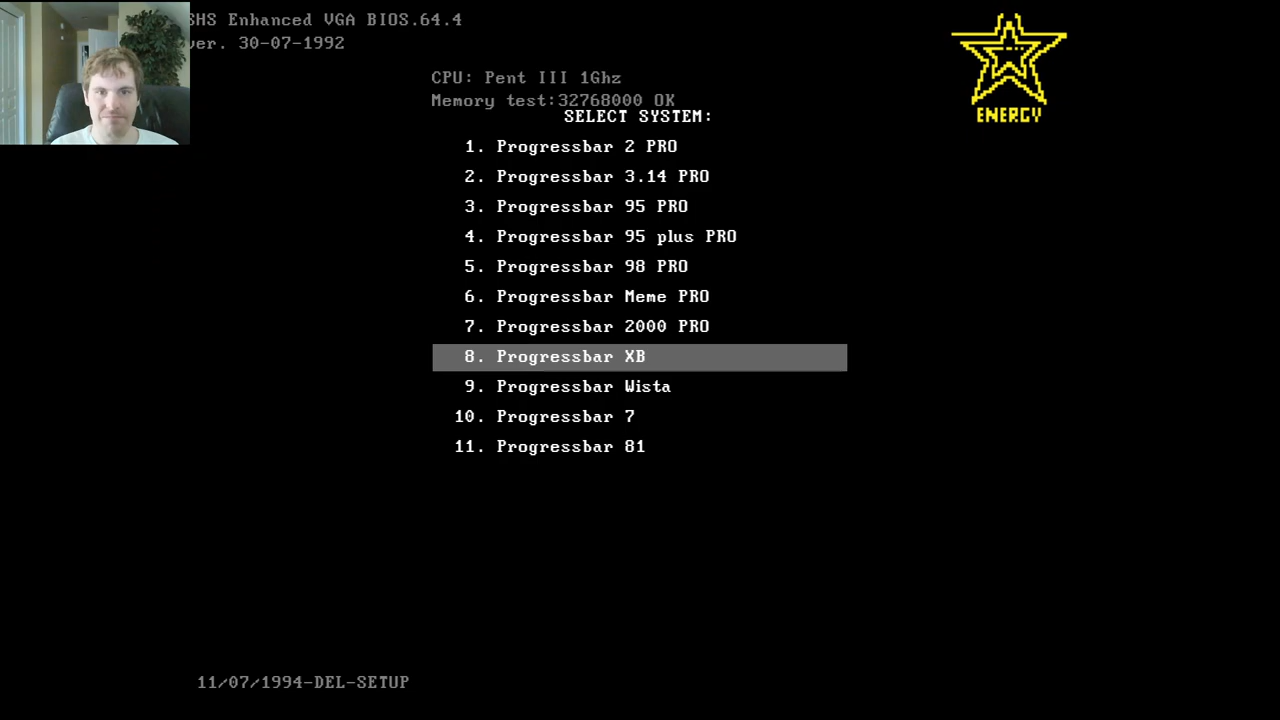 SHS Enhanced VGA BIOS.64.4
ver. 30-07-1992
ENERGY
CPU: Pent III 1Ghz
Memory test:32768000 OK
SELECT SYSTEM:
1. Progressbar 2 PRO
2. Progressbar 3.14 PRO
3. Progressbar 95 PRO
4. Progressbar 95 plus PRO
5. Progressbar 98 PRO
6. Progressbar Meme PRO
7. Progressbar 2000 PRO
8. Progressbar XB
9. Progressbar Wista
10. Progressbar 7
11. Progressbar 81
11/07/1994-DEL-SETUP